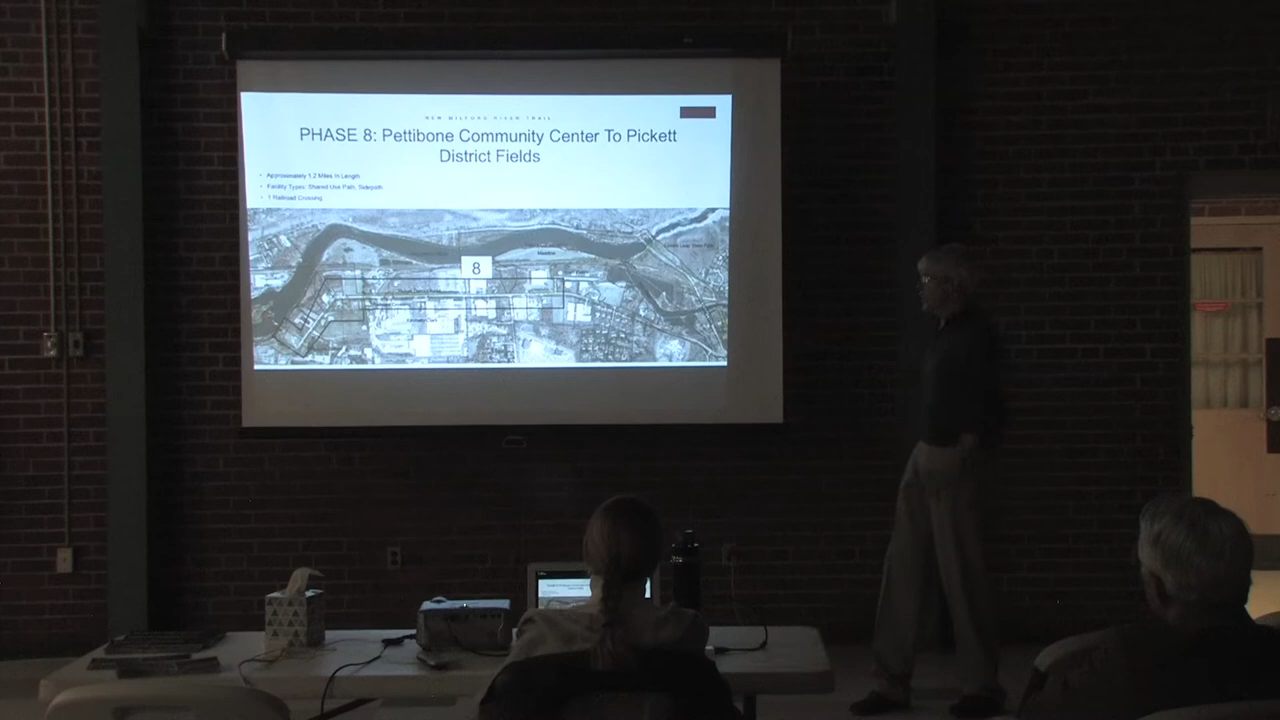 NEW MILFORD RIVER TRAIL
PHASE 8: Pettibone Community Center To Pickett
District Fields
• Approximately 1.2 Miles In Length
• Facility Types: Shared Use Path, Sidepath
• 1 Railroad Crossing
8